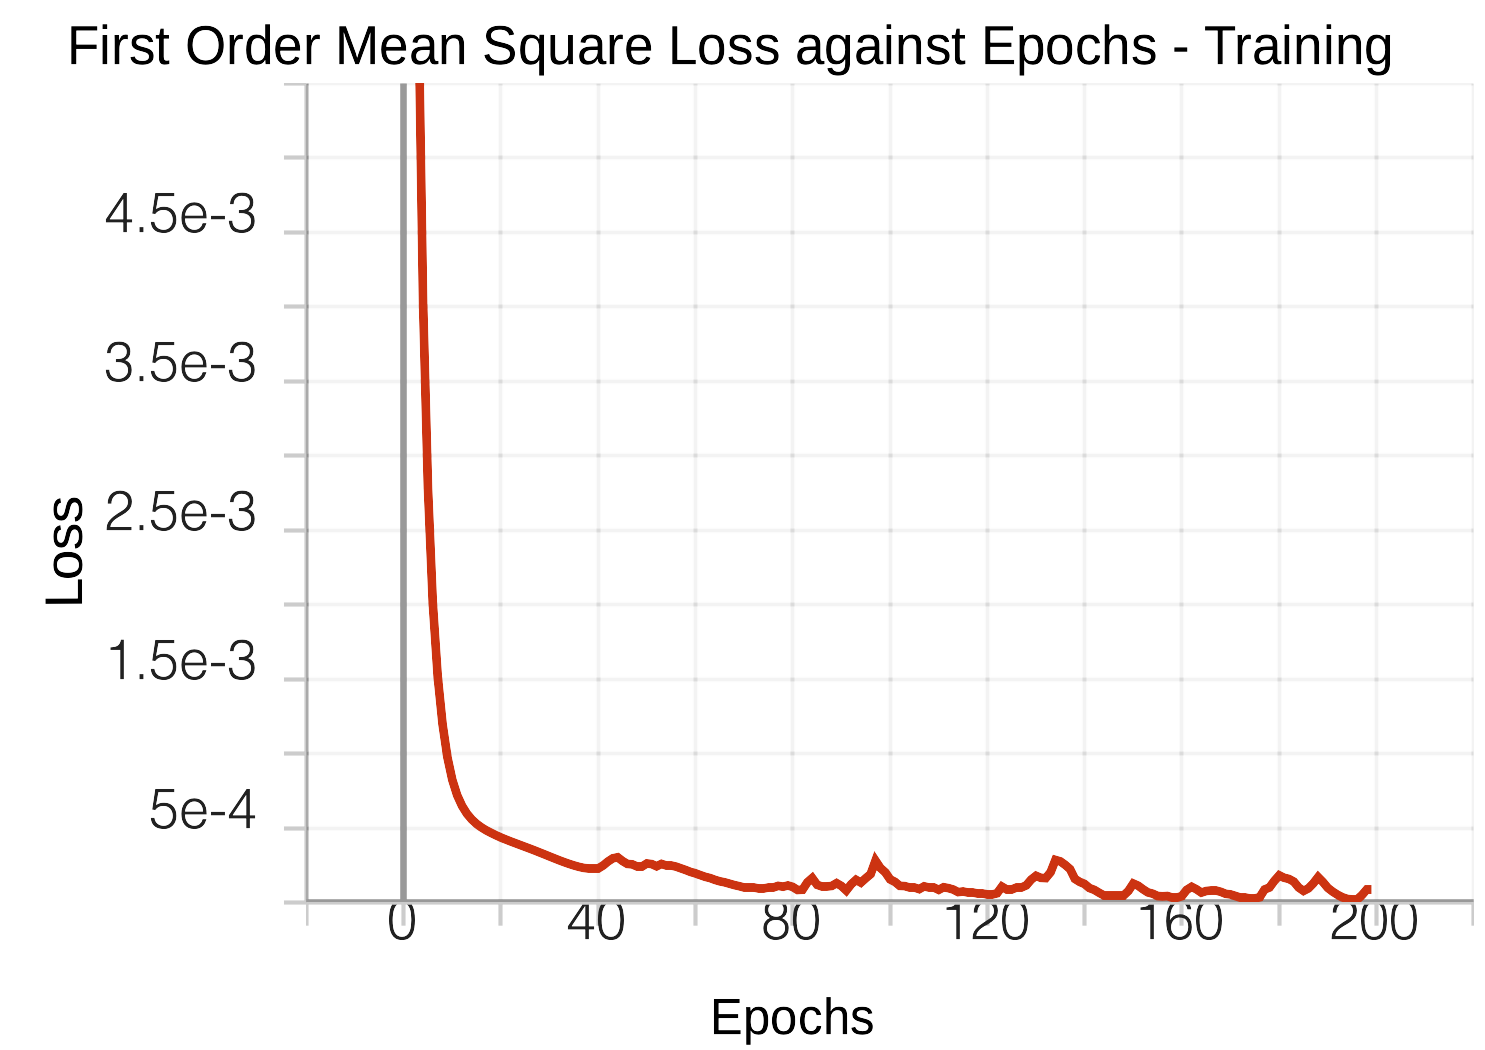 First Order Mean Square Loss against Epochs - Training
4.5e-3
3.5e-3
2.5e-3
1.5e-3
5e-4
Loss
0 40 80 120 160 200
Epochs